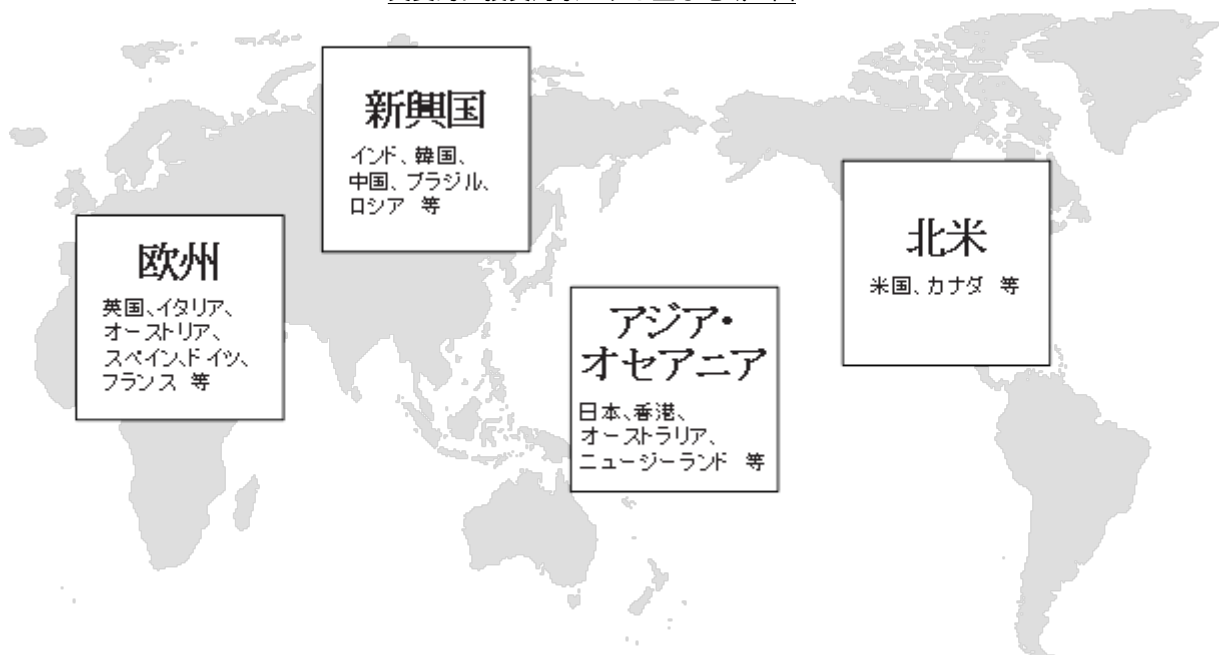 新興国
インド、韓国、
中国、ブラジル、
ロシア 等
欧州
英国、イタリア、
オーストリア、
スペイン、ドイツ、
フランス 等
アジア・
オセアニア
日本、香港、
オーストラリア、
ニュージーランド 等
北米
米国、カナダ 等